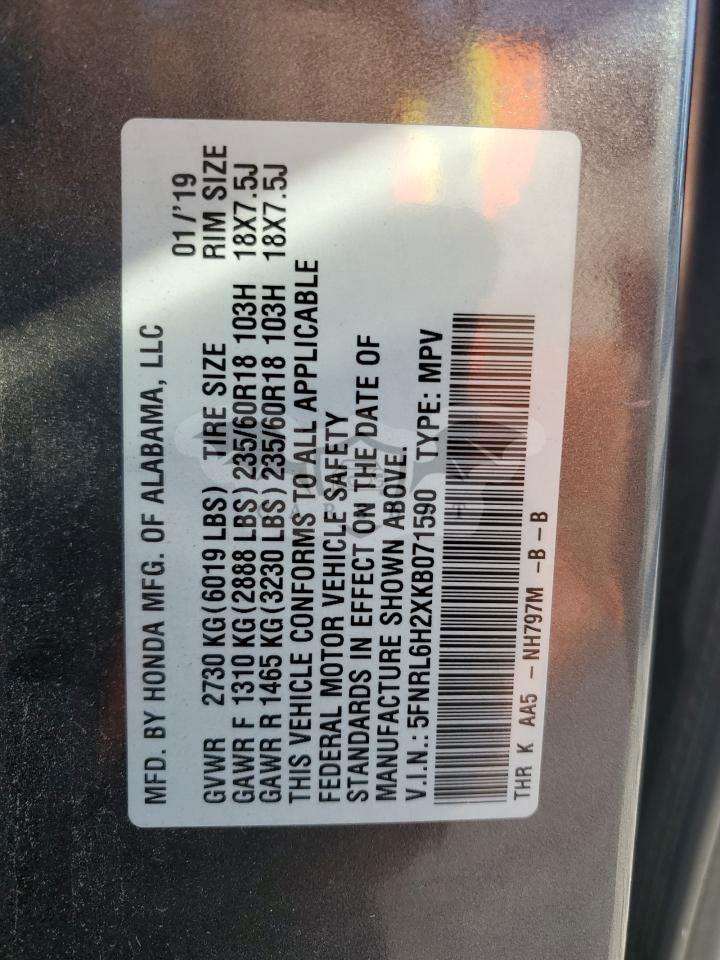 MFD. BY HONDA MFG. OF ALABAMA, LLC 01/'19
GVWR 2730 KG(6019 LBS) TIRE SIZE RIM SIZE
GAWR F 1310 KG(2888 LBS)235/60R18 103H 18X7.5J
GAWR R 1465 KG(3230 LBS)235/60R18 103H 18X7.5J
THIS VEHICLE CONFORMS TO ALL APPLICABLE
FEDERAL MOTOR VEHICLE SAFETY
STANDARDS IN EFFECT ON THE DATE OF
MANUFACTURE SHOWN ABOVE.
V.I.N.: 5FNRL6H2XKB071590 TYPE: MPV
THR K AA5 - NH797M -B - B